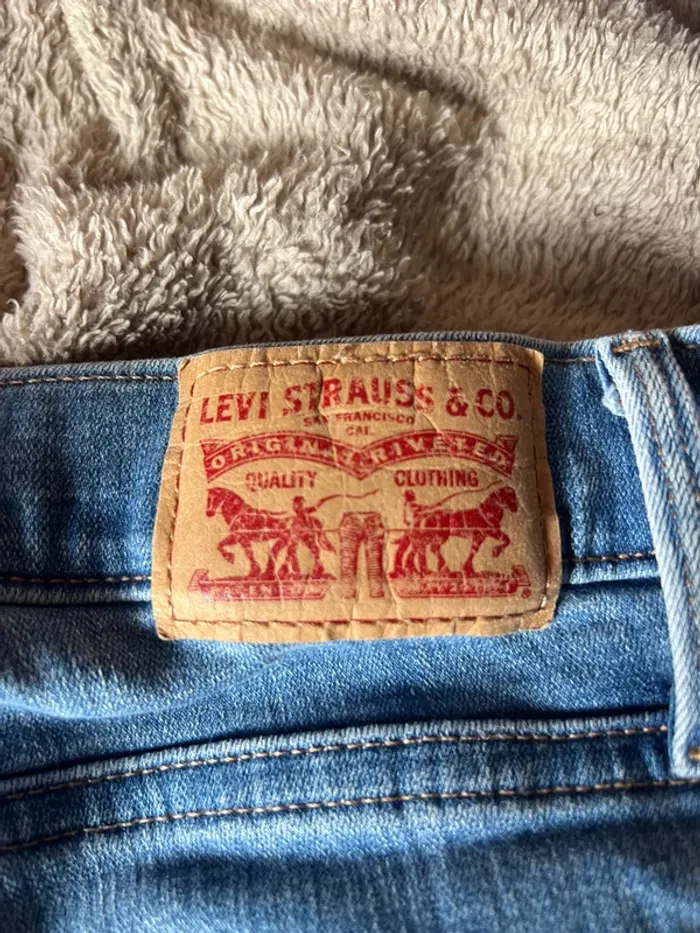 LEVI STRAUSS & CO.
SAN FRANCISCO
CAL.
ORIGINAL RIVETED
QUALITY CLOTHING
®